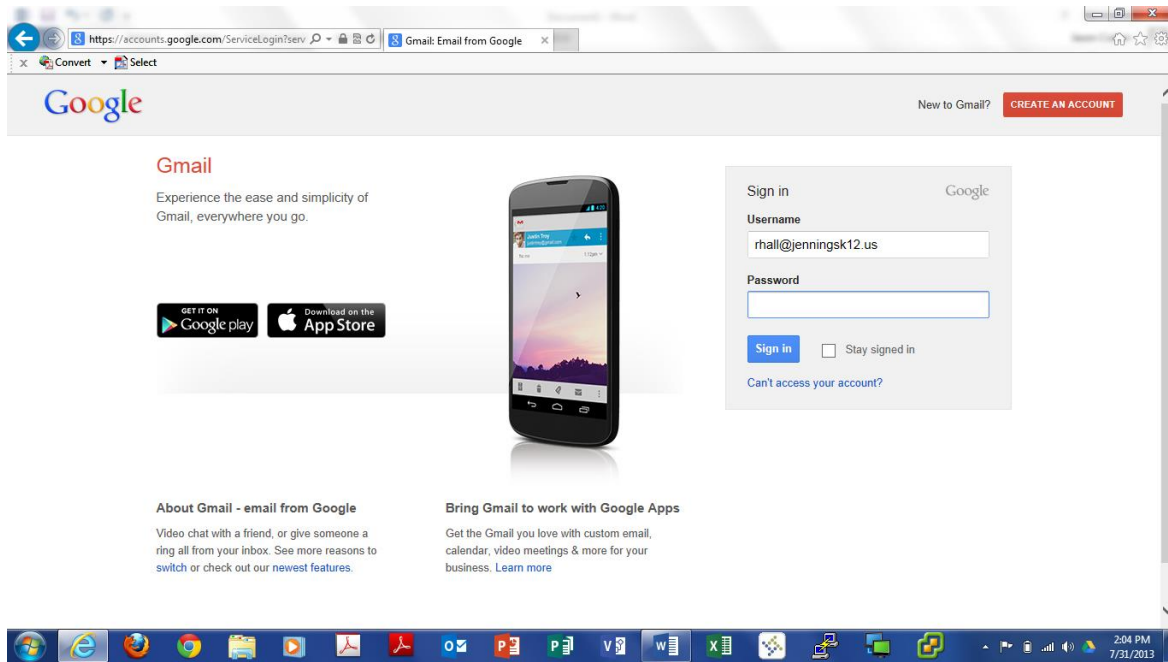 https://accounts.google.com/ServiceLogin?serv
Gmail: Email from Google
Convert
Select
Google
New to Gmail?
CREATE AN ACCOUNT
Gmail
Experience the ease and simplicity of
Gmail, everywhere you go.
GET IT ON
Google play
Download on the
App Store
4:20
Justin Troy
1:12pm
Sign in
Google
Username
rhall@jenningsk12.us
Password
Sign in
Stay signed in
Can't access your account?
About Gmail - email from Google
Video chat with a friend, or give someone a
ring all from your inbox. See more reasons to
switch or check out our newest features.
Bring Gmail to work with Google Apps
Get the Gmail you love with custom email,
calendar, video meetings & more for your
business. Learn more
2:04 PM
7/31/2013